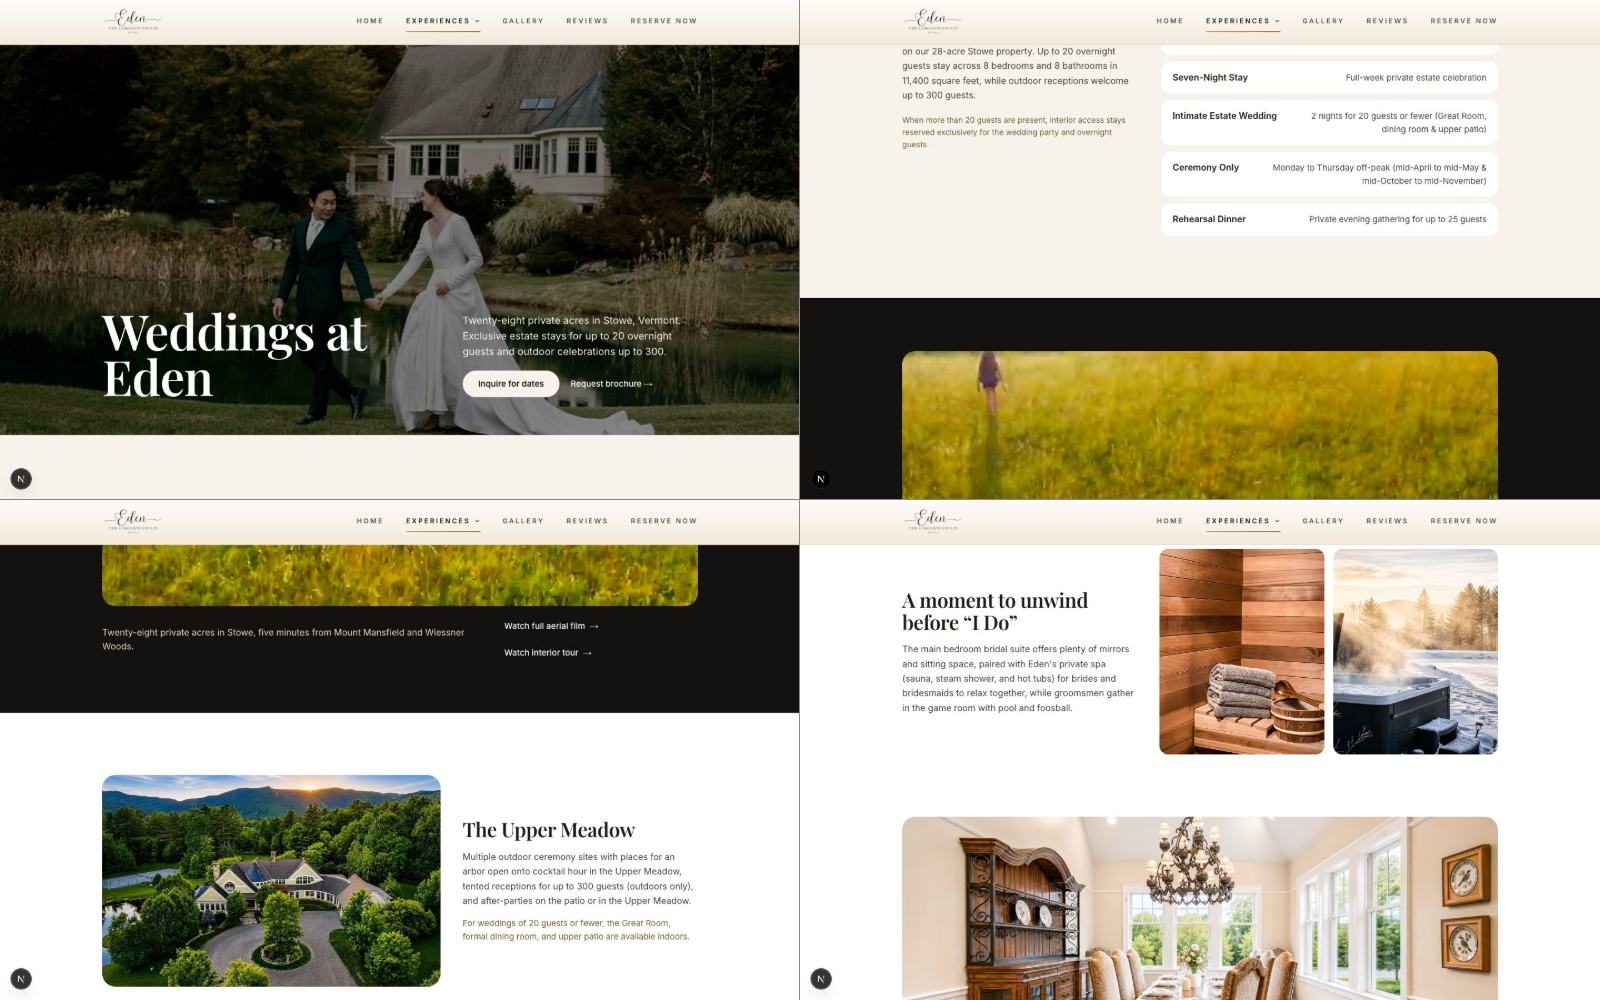 Eden
HOME EXPERIENCES GALLERY REVIEWS RESERVE NOW
Weddings at
Eden
Twenty-eight private acres in Stowe, Vermont.
Exclusive estate stays for up to 20 overnight
guests and outdoor celebrations up to 300.
Inquire for dates Request brochure →
N
Eden
HOME EXPERIENCES GALLERY REVIEWS RESERVE NOW
on our 28-acre Stowe property. Up to 20 overnight
guests stay across 8 bedrooms and 8 bathrooms in
11,400 square feet, while outdoor receptions welcome
up to 300 guests.
When more than 20 guests are present, interior access stays
reserved exclusively for the wedding party and overnight
guests.
Seven-Night Stay Full-week private estate celebration
Intimate Estate Wedding 2 nights for 20 guests or fewer (Great Room,
dining room & upper patio)
Ceremony Only Monday to Thursday off-peak (mid-April to mid-May &
mid-October to mid-November)
Rehearsal Dinner Private evening gathering for up to 25 guests
N
Eden
HOME EXPERIENCES GALLERY REVIEWS RESERVE NOW
Twenty-eight private acres in Stowe, five minutes from Mount Mansfield and Wiessner
Woods.
Watch full aerial film →
Watch interior tour →
The Upper Meadow
Multiple outdoor ceremony sites with places for an
arbor open onto cocktail hour in the Upper Meadow,
tented receptions for up to 300 guests (outdoors only),
and after-parties on the patio or in the Upper Meadow.
For weddings of 20 guests or fewer, the Great Room,
formal dining room, and upper patio are available indoors.
N
Eden
HOME EXPERIENCES GALLERY REVIEWS RESERVE NOW
A moment to unwind
before “I Do”
The main bedroom bridal suite offers plenty of mirrors
and sitting space, paired with Eden's private spa
(sauna, steam shower, and hot tubs) for brides and
bridesmaids to relax together, while groomsmen gather
in the game room with pool and foosball.
N